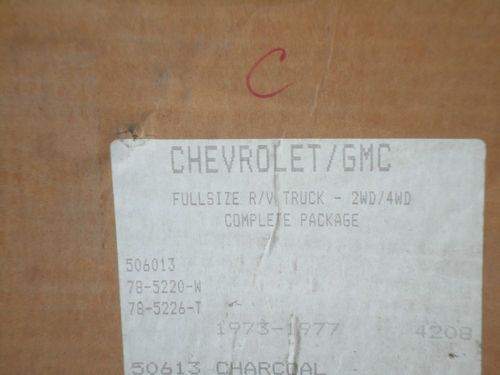 C
CHEVROLET/GMC
FULLSIZE R/V TRUCK - 2WD/4WD
COMPLETE PACKAGE
506013
78-5220-W
78-5226-T
1973-1977 4208
50613 CHARCOAL